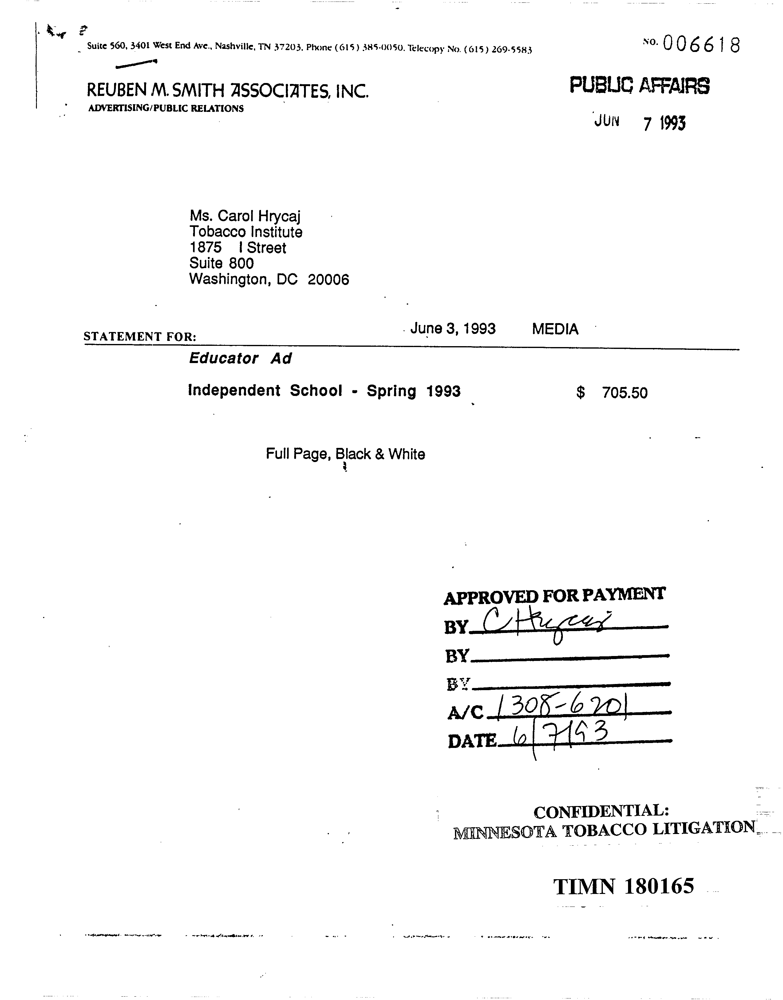 Suite 560, 3401 West End Ave., Nashville, TN 37203, Phone (615) 385-0050. Telecopy No. (615) 269-5583
NO. 006618
REUBEN M. SMITH ASSOCIATES, INC.
ADVERTISING/PUBLIC RELATIONS
PUBLIC AFFAIRS
JUN 7 1993
Ms. Carol Hrycaj
Tobacco Institute
1875 I Street
Suite 800
Washington, DC 20006
STATEMENT FOR: June 3, 1993 MEDIA
Educator Ad
Independent School - Spring 1993 $ 705.50
Full Page, Black & White
APPROVED FOR PAYMENT
BY C Hrycaj
BY
BY
A/C 1308-6201
DATE 6/7/93
CONFIDENTIAL:
MINNESOTA TOBACCO LITIGATION
TIMN 180165